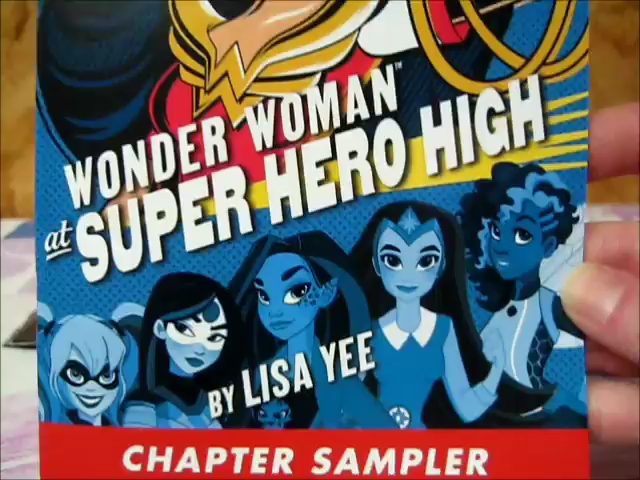 WONDER WOMAN™
at SUPER HERO HIGH
BY LISA YEE
CHAPTER SAMPLER